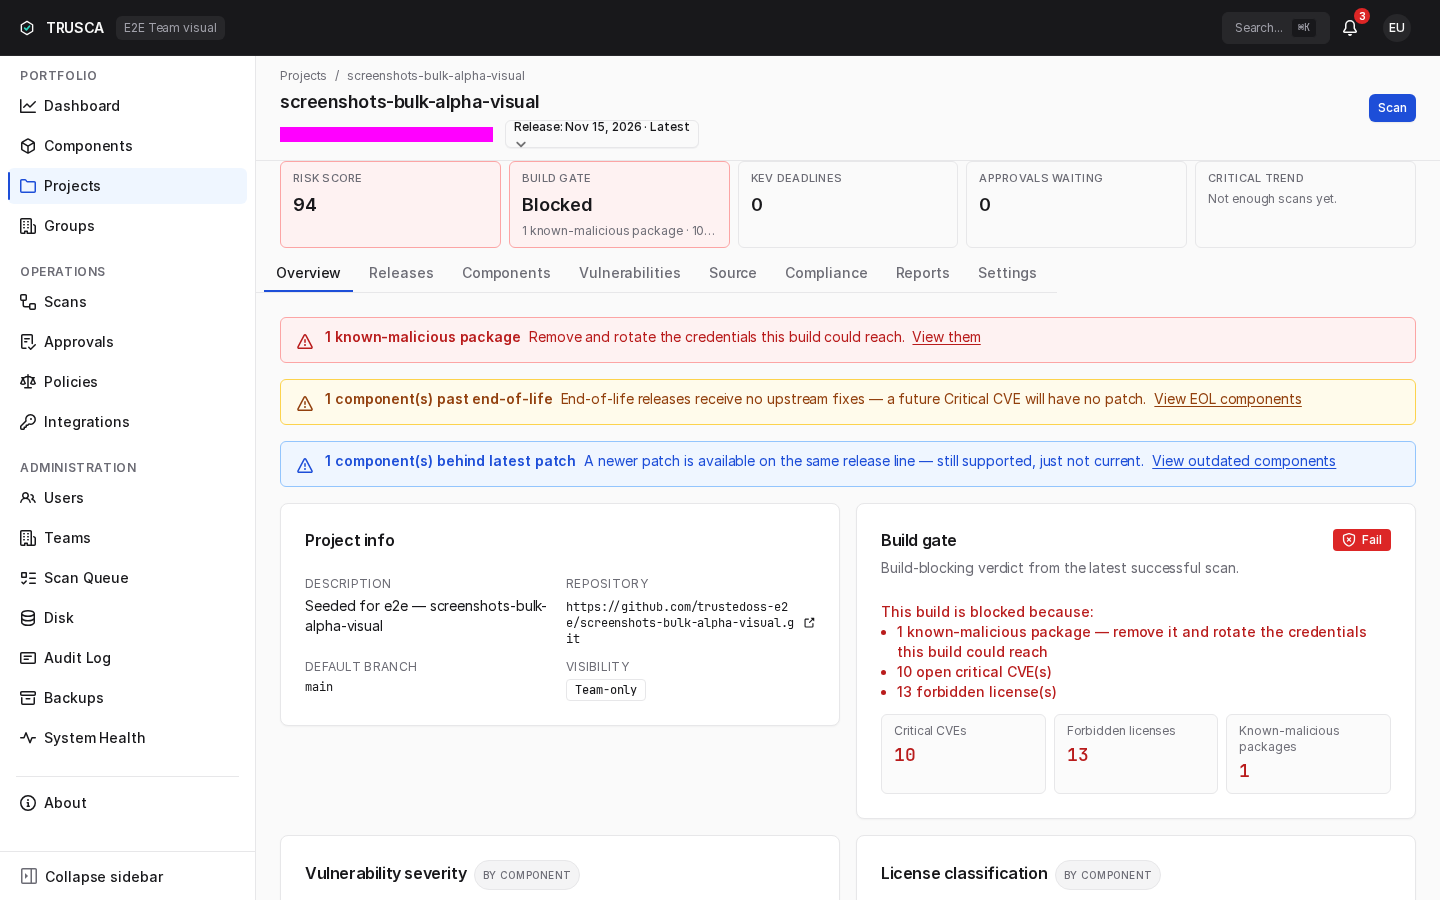 TRUSCA
E2E Team visual
Search...
⌘K
3
EU
PORTFOLIO
Dashboard
Components
Projects
Groups
OPERATIONS
Scans
Approvals
Policies
Integrations
ADMINISTRATION
Users
Teams
Scan Queue
Disk
Audit Log
Backups
System Health
About
Collapse sidebar
Projects / screenshots-bulk-alpha-visual
screenshots-bulk-alpha-visual
Release: Nov 15, 2026 · Latest
Scan
RISK SCORE
94
BUILD GATE
Blocked
1 known-malicious package · 10…
KEV DEADLINES
0
APPROVALS WAITING
0
CRITICAL TREND
Not enough scans yet.
Overview Releases Components Vulnerabilities Source Compliance Reports Settings
1 known-malicious package Remove and rotate the credentials this build could reach. View them
1 component(s) past end-of-life End-of-life releases receive no upstream fixes — a future Critical CVE will have no patch. View EOL components
1 component(s) behind latest patch A newer patch is available on the same release line — still supported, just not current. View outdated components
Project info
DESCRIPTION
Seeded for e2e — screenshots-bulk-
alpha-visual
REPOSITORY
https://github.com/trustedoss-e2
e/screenshots-bulk-alpha-visual.g
it
DEFAULT BRANCH
main
VISIBILITY
Team-only
Build gate
Fail
Build-blocking verdict from the latest successful scan.
This build is blocked because:
• 1 known-malicious package — remove it and rotate the credentials
this build could reach
• 10 open critical CVE(s)
• 13 forbidden license(s)
Critical CVEs
10
Forbidden licenses
13
Known-malicious
packages
1
Vulnerability severity
BY COMPONENT
License classification
BY COMPONENT